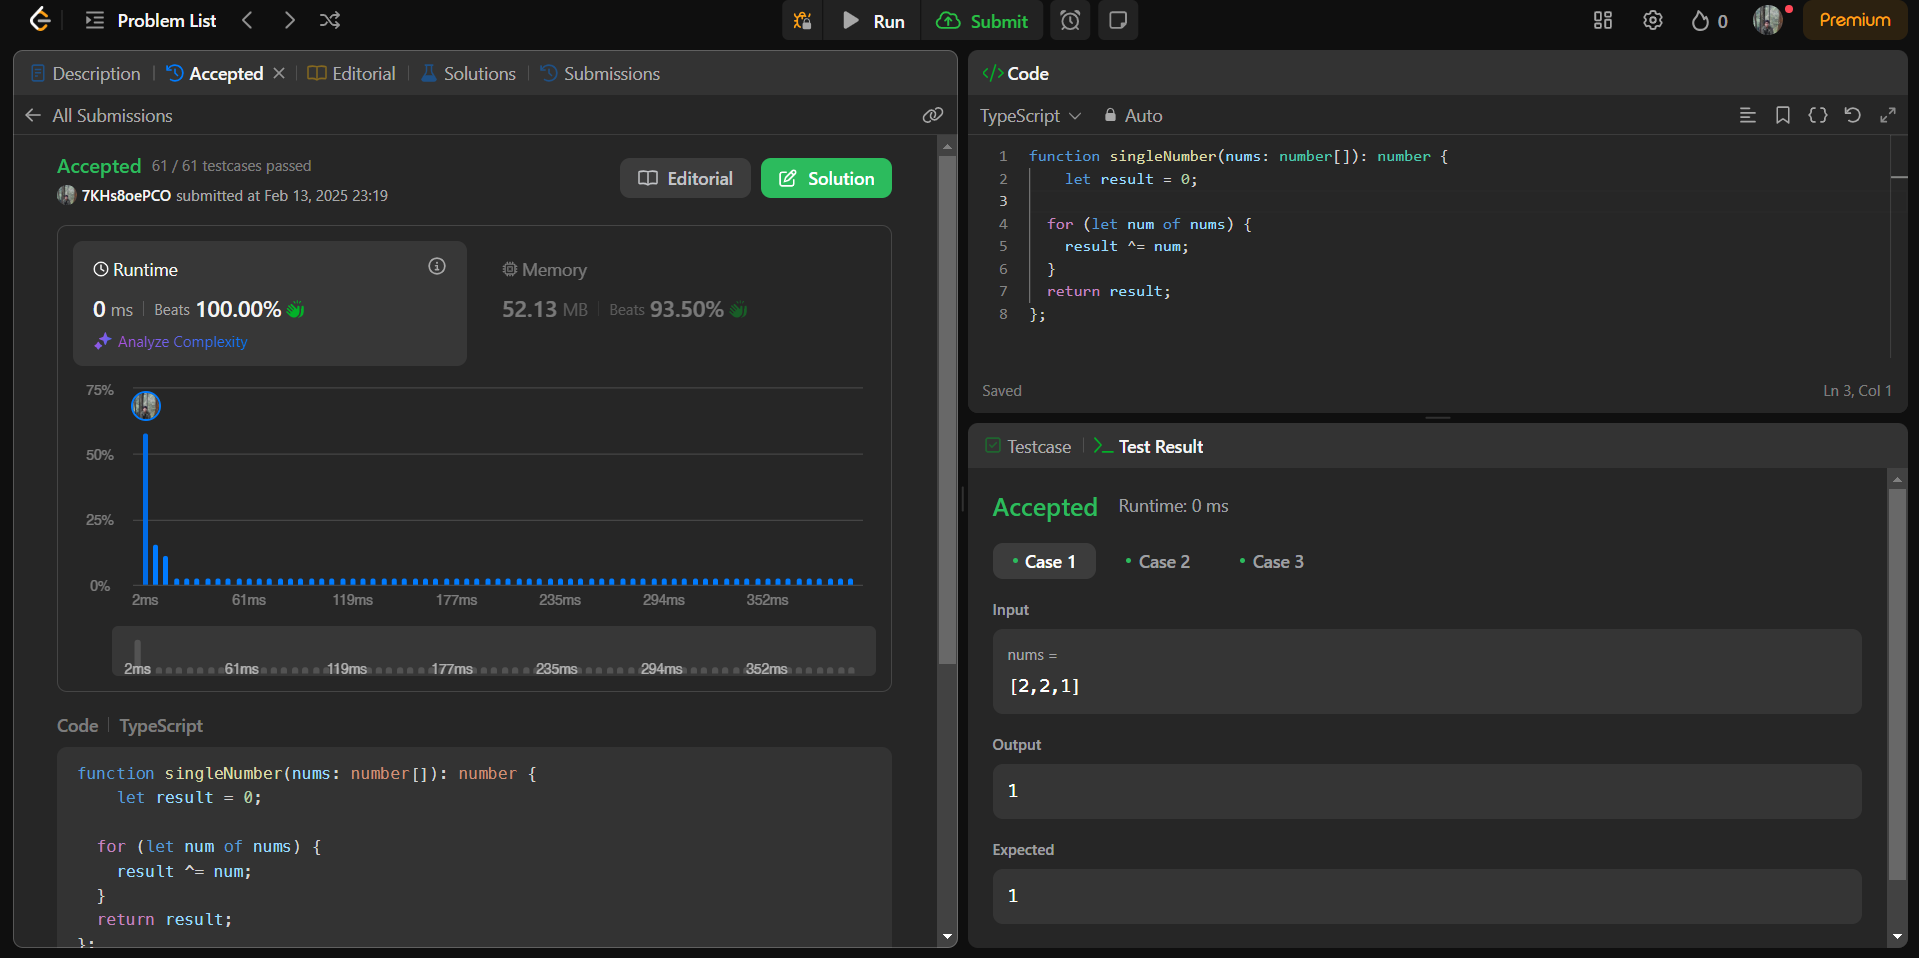 Problem List
Run
Submit
0
Premium
Description
Accepted
Editorial
Solutions
Submissions
All Submissions
Accepted 61 / 61 testcases passed
7KHs8oePCO submitted at Feb 13, 2025 23:19
Editorial
Solution
Runtime
0 ms Beats 100.00%
Analyze Complexity
Memory
52.13 MB Beats 93.50%
75%
50%
25%
0%
2ms 61ms 119ms 177ms 235ms 294ms 352ms
2ms 61ms 119ms 177ms 235ms 294ms 352ms
Code TypeScript
function singleNumber(nums: number[]): number {
let result = 0;
for (let num of nums) {
result ^= num;
}
return result;
};
Code
TypeScript Auto
1 function singleNumber(nums: number[]): number {
2 let result = 0;
3
4 for (let num of nums) {
5 result ^= num;
6 }
7 return result;
8 };
Saved
Ln 3, Col 1
Testcase
Test Result
Accepted Runtime: 0 ms
Case 1
Case 2
Case 3
Input
nums =
[2,2,1]
Output
1
Expected
1